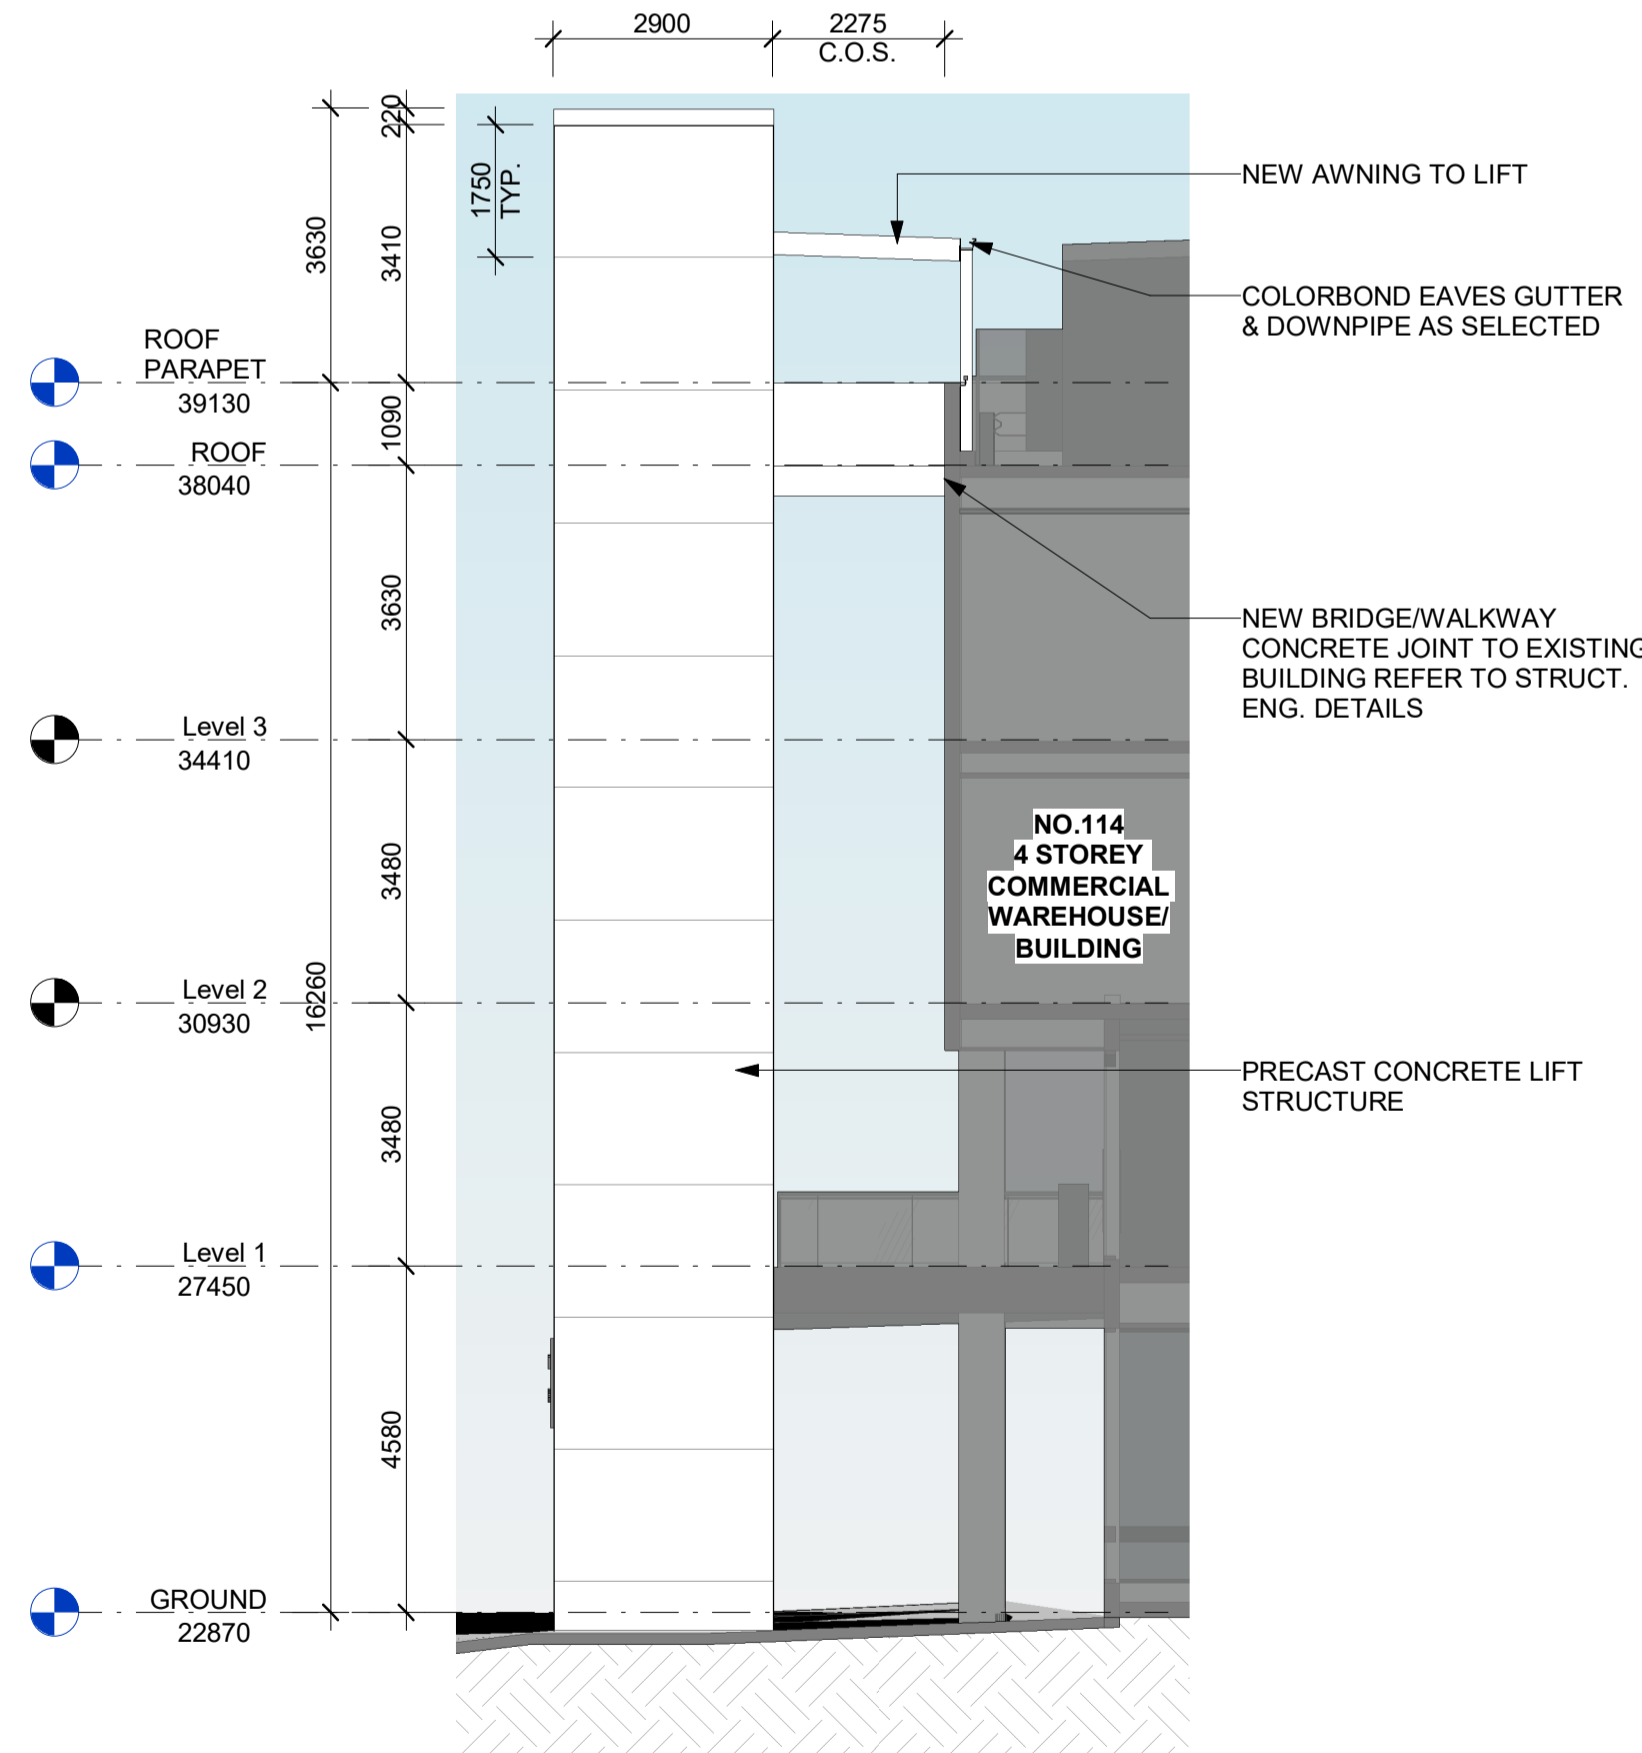 2900
2275
C.O.S.
220
1750
TYP.
3630
3410
NEW AWNING TO LIFT
COLORBOND EAVES GUTTER
& DOWNPIPE AS SELECTED
ROOF
PARAPET
39130
1090
ROOF
38040
3630
NEW BRIDGE/WALKWAY
CONCRETE JOINT TO EXISTING
BUILDING REFER TO STRUCT.
ENG. DETAILS
Level 3
34410
3480
NO.114
4 STOREY
COMMERCIAL
WAREHOUSE/
BUILDING
Level 2
30930
16260
PRECAST CONCRETE LIFT
STRUCTURE
3480
Level 1
27450
4580
GROUND
22870